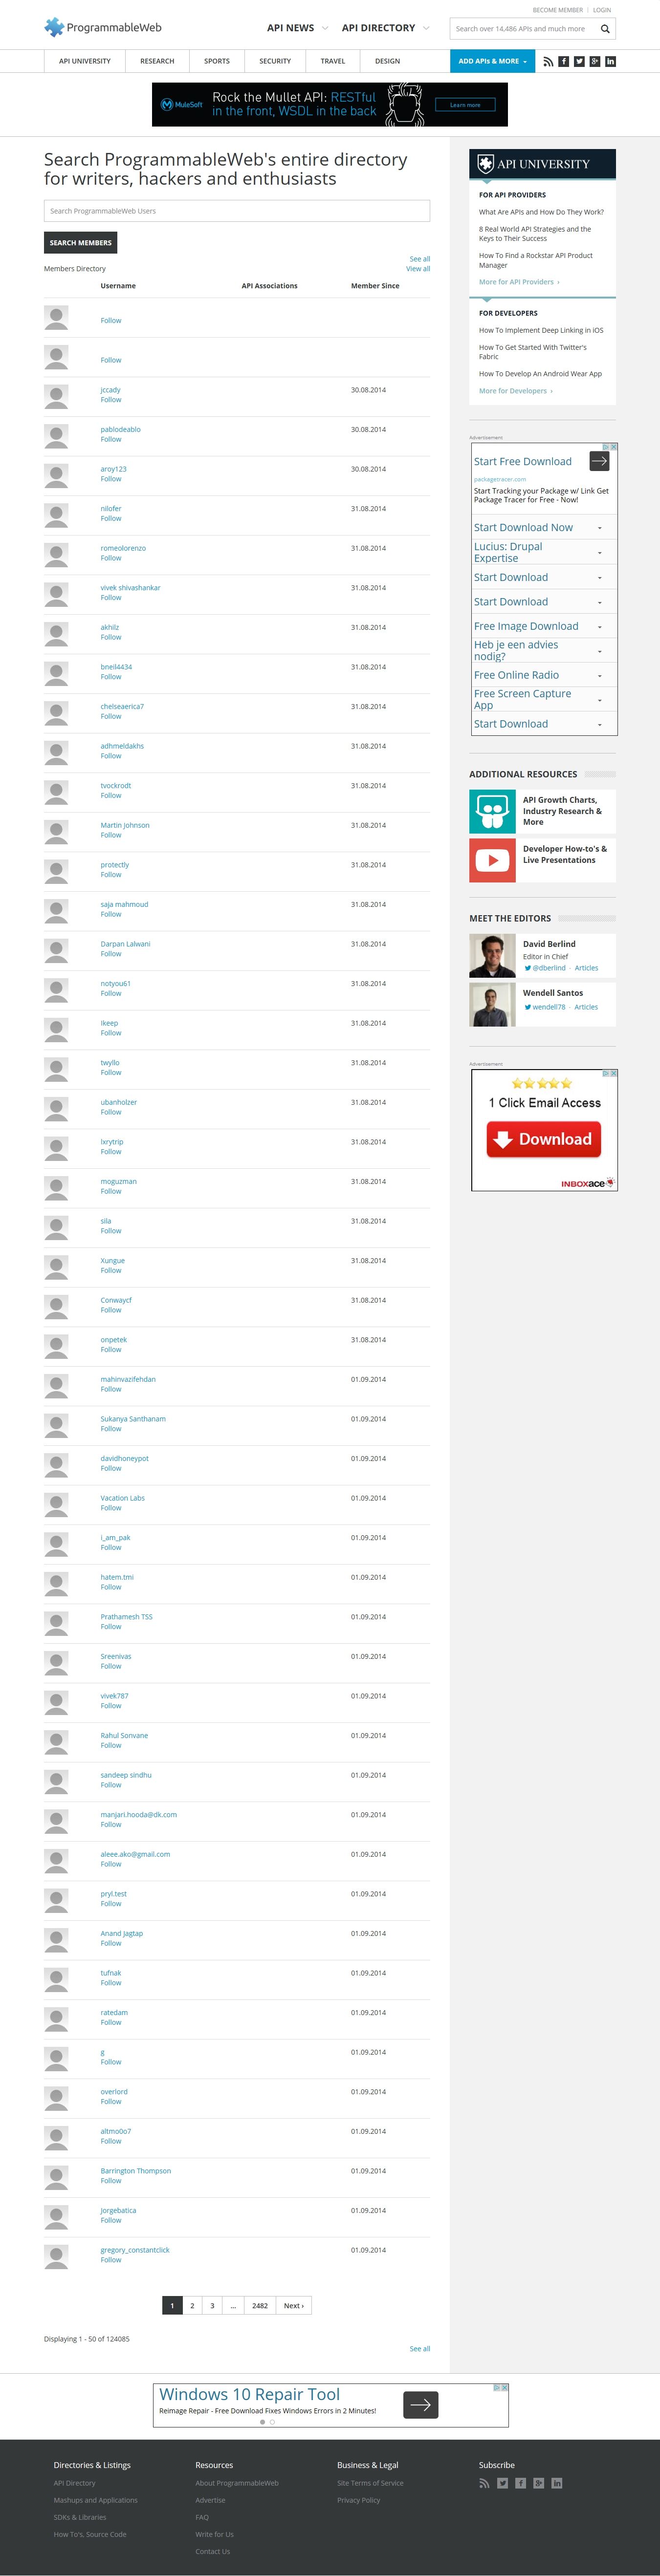 BECOME MEMBER | LOGIN
ProgrammableWeb
API NEWS
API DIRECTORY
Search over 14,486 APIs and much more
API UNIVERSITY
RESEARCH
SPORTS
SECURITY
TRAVEL
DESIGN
ADD APIs & MORE
MuleSoft
Rock the Mullet API: RESTful
in the front, WSDL in the back
Learn more
Search ProgrammableWeb's entire directory
for writers, hackers and enthusiasts
Search ProgrammableWeb Users
SEARCH MEMBERS
See all
Members Directory
View all
Username
API Associations
Member Since
Follow
Follow
jccady
30.08.2014
Follow
pablodeablo
30.08.2014
Follow
aroy123
30.08.2014
Follow
nilofer
31.08.2014
Follow
romeolorenzo
31.08.2014
Follow
vivek shivashankar
31.08.2014
Follow
akhilz
31.08.2014
Follow
bneil4434
31.08.2014
Follow
chelseaerica7
31.08.2014
Follow
adhmeldakhs
31.08.2014
Follow
tvockrodt
31.08.2014
Follow
Martin Johnson
31.08.2014
Follow
protectly
31.08.2014
Follow
saja mahmoud
31.08.2014
Follow
Darpan Lalwani
31.08.2014
Follow
notyou61
31.08.2014
Follow
ikeep
31.08.2014
Follow
twyllo
31.08.2014
Follow
ubanholzer
31.08.2014
Follow
lxrytrip
31.08.2014
Follow
moguzman
31.08.2014
Follow
sila
31.08.2014
Follow
Xungue
31.08.2014
Follow
Conwaycf
31.08.2014
Follow
onpetek
31.08.2014
Follow
mahinvazifehdan
01.09.2014
Follow
Sukanya Santhanam
01.09.2014
Follow
davidhoneypot
01.09.2014
Follow
Vacation Labs
01.09.2014
Follow
i_am_pak
01.09.2014
Follow
hatem.tmi
01.09.2014
Follow
Prathamesh TSS
01.09.2014
Follow
Sreenivas
01.09.2014
Follow
vivek787
01.09.2014
Follow
Rahul Sonvane
01.09.2014
Follow
sandeep sindhu
01.09.2014
Follow
manjari.hooda@dk.com
01.09.2014
Follow
aleee.ako@gmail.com
01.09.2014
Follow
pryl.test
01.09.2014
Follow
Anand Jagtap
01.09.2014
Follow
tufnak
01.09.2014
Follow
ratedam
01.09.2014
Follow
g
01.09.2014
Follow
overlord
01.09.2014
Follow
altmo0o7
01.09.2014
Follow
Barrington Thompson
01.09.2014
Follow
Jorgebatica
01.09.2014
Follow
gregory_constantclick
01.09.2014
Follow
1
2
3
...
2482
Next ›
Displaying 1 - 50 of 124085
See all
API UNIVERSITY
FOR API PROVIDERS
What Are APIs and How Do They Work?
8 Real World API Strategies and the
Keys to Their Success
How To Find a Rockstar API Product
Manager
More for API Providers ›
FOR DEVELOPERS
How To Implement Deep Linking in iOS
How To Get Started With Twitter's
Fabric
How To Develop An Android Wear App
More for Developers ›
Advertisement
Start Free Download
packagetracer.com
Start Tracking your Package w/ Link Get
Package Tracer for Free - Now!
Start Download Now
Lucius: Drupal
Expertise
Start Download
Start Download
Free Image Download
Heb je een advies
nodig?
Free Online Radio
Free Screen Capture
App
Start Download
ADDITIONAL RESOURCES
API Growth Charts,
Industry Research &
More
Developer How-to's &
Live Presentations
MEET THE EDITORS
David Berlind
Editor in Chief
@dberlind - Articles
Wendell Santos
wendell78 - Articles
Advertisement
1 Click Email Access
Download
INBOXace
Windows 10 Repair Tool
Reimage Repair - Free Download Fixes Windows Errors in 2 Minutes!
Directories & Listings
API Directory
Mashups and Applications
SDKs & Libraries
How To's, Source Code
Resources
About ProgrammableWeb
Advertise
FAQ
Write for Us
Contact Us
Business & Legal
Site Terms of Service
Privacy Policy
Subscribe